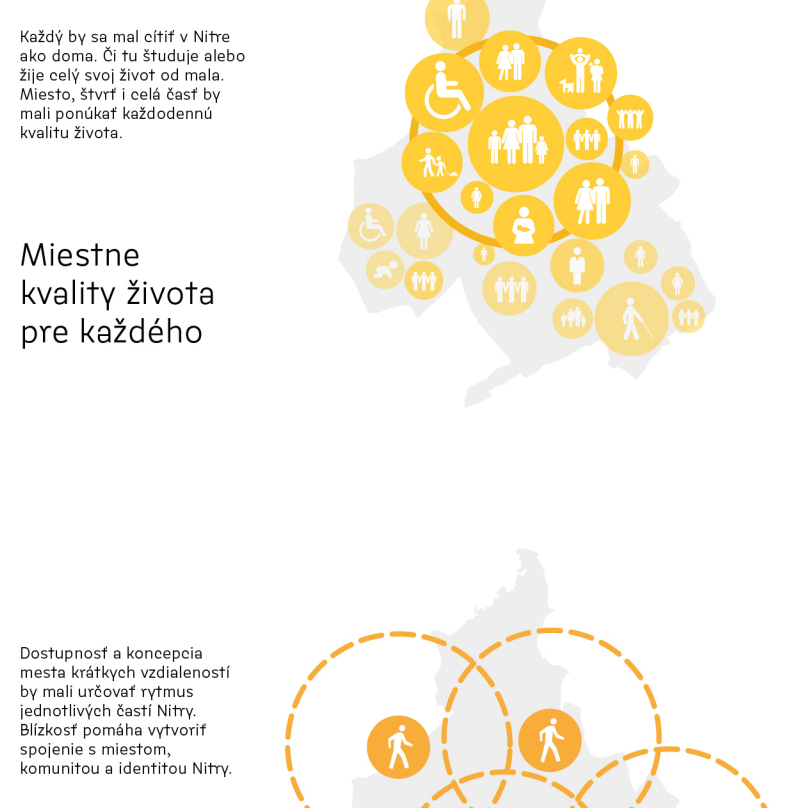 Každý by sa mal cítiť v Nitre
ako doma. Či tu študuje alebo
žije celý svoj život od mala.
Miesto, štvrť i celá časť by
mali ponúkať každodennú
kvalitu života.
Miestne
kvality života
pre každého
Dostupnosť a koncepcia
mesta krátkych vzdialeností
by mali určovať rytmus
jednotlivých častí Nitry.
Blízkosť pomáha vytvoriť
spojenie s miestom,
komunitou a identitou Nitry.